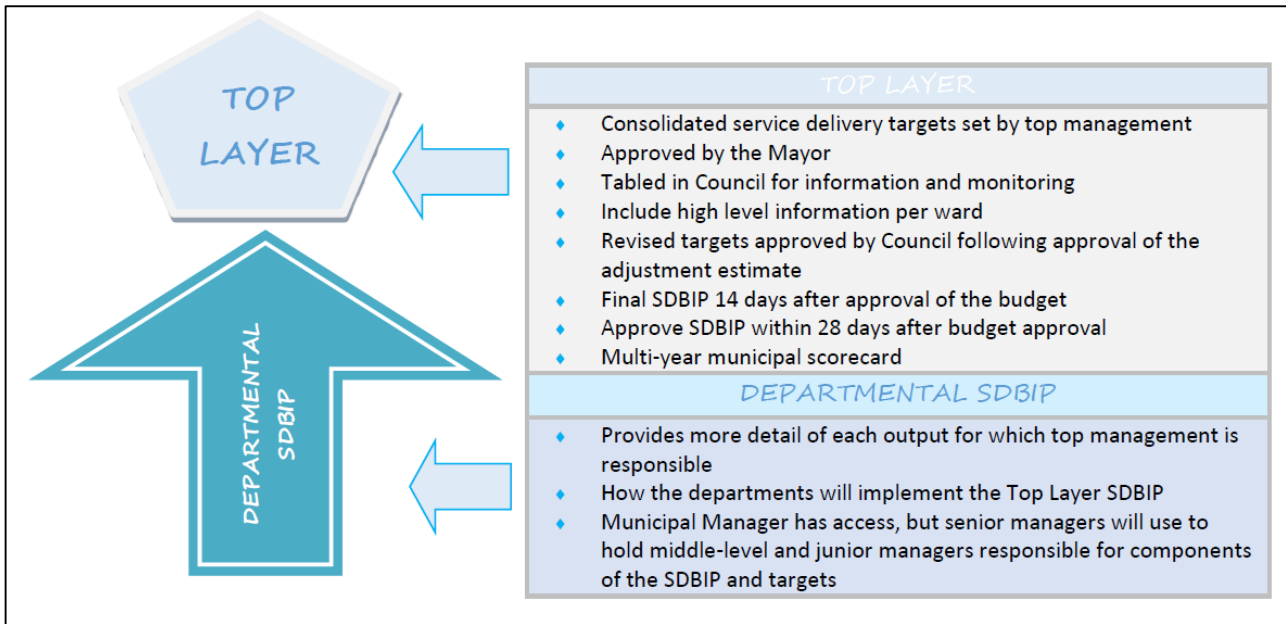 TOP
LAYER
DEPARTMENTAL
SDBIP
TOP LAYER
♦ Consolidated service delivery targets set by top management
♦ Approved by the Mayor
♦ Tabled in Council for information and monitoring
♦ Include high level information per ward
♦ Revised targets approved by Council following approval of the
adjustment estimate
♦ Final SDBIP 14 days after approval of the budget
♦ Approve SDBIP within 28 days after budget approval
♦ Multi-year municipal scorecard
DEPARTMENTAL SDBIP
♦ Provides more detail of each output for which top management is
responsible
♦ How the departments will implement the Top Layer SDBIP
♦ Municipal Manager has access, but senior managers will use to
hold middle-level and junior managers responsible for components
of the SDBIP and targets